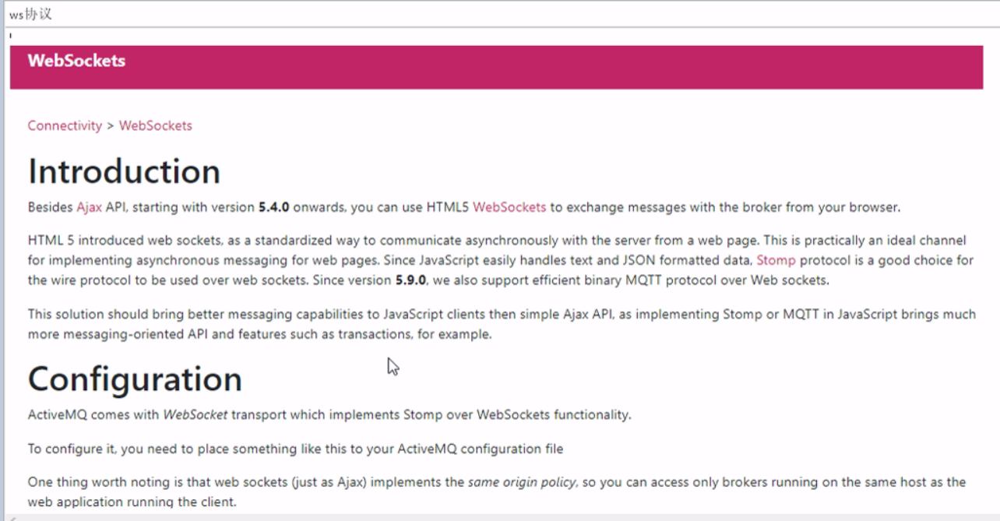 ws协议
WebSockets
Connectivity > WebSockets
Introduction
Besides Ajax API, starting with version 5.4.0 onwards, you can use HTML5 WebSockets to exchange messages with the broker from your browser.
HTML 5 introduced web sockets, as a standardized way to communicate asynchronously with the server from a web page. This is practically an ideal channel
for implementing asynchronous messaging for web pages. Since JavaScript easily handles text and JSON formatted data, Stomp protocol is a good choice for
the wire protocol to be used over web sockets. Since version 5.9.0, we also support efficient binary MQTT protocol over Web sockets.
This solution should bring better messaging capabilities to JavaScript clients then simple Ajax API, as implementing Stomp or MQTT in JavaScript brings much
more messaging-oriented API and features such as transactions, for example.
Configuration
ActiveMQ comes with WebSocket transport which implements Stomp over WebSockets functionality.
To configure it, you need to place something like this to your ActiveMQ configuration file
One thing worth noting is that web sockets (just as Ajax) implements the same origin policy, so you can access only brokers running on the same host as the
web application running the client.